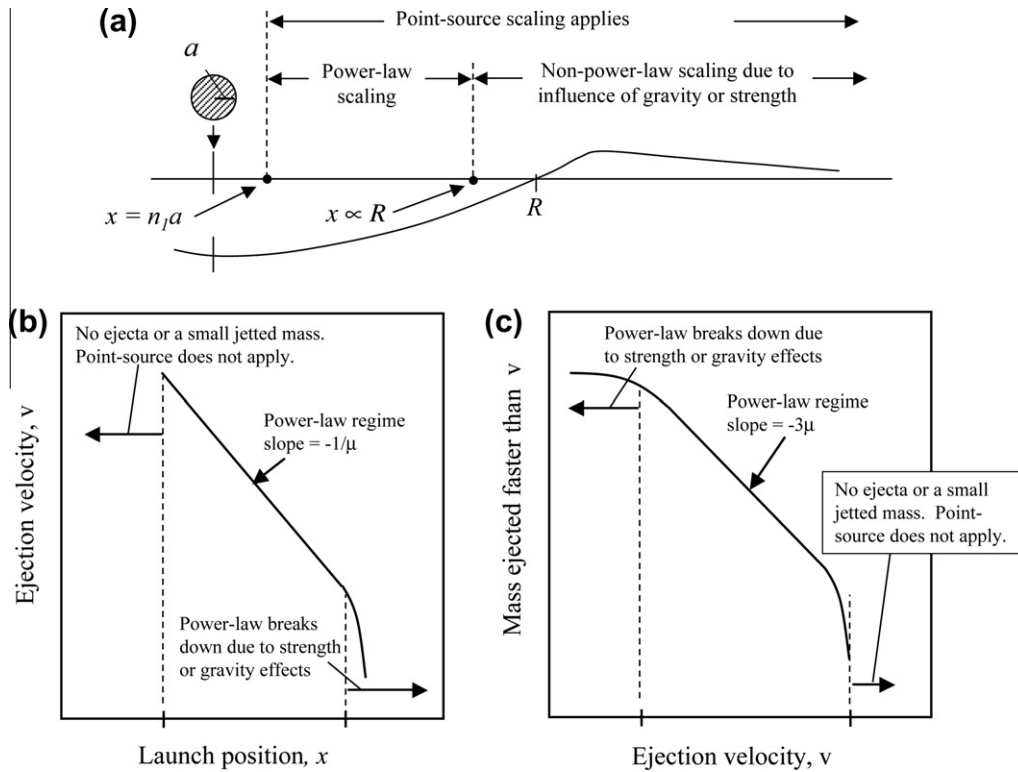 (a)
Point-source scaling applies
a
Power-law
scaling
Non-power-law scaling due to
influence of gravity or strength
x = n₁a
x ∝ R
R
(b)
No ejecta or a small jetted mass.
Point-source does not apply.
Power-law regime
slope = -1/μ
Power-law breaks
down due to strength
or gravity effects
Ejection velocity, v
Launch position, x
(c)
Power-law breaks down due
to strength or gravity effects
Power-law regime
slope = -3μ
No ejecta or a small
jetted mass. Point-
source does not apply.
Mass ejected faster than v
Ejection velocity, v